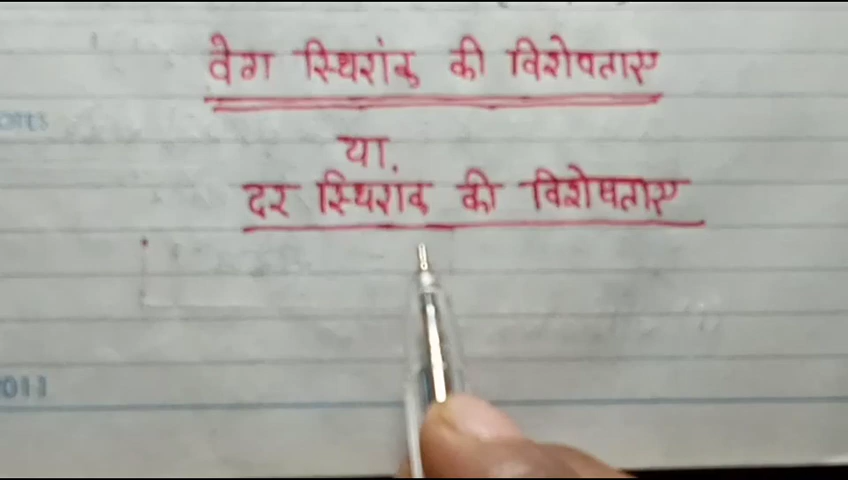 वेग स्थिरांक की विशेषताए
या.
दर स्थिरांक की विशेषताए